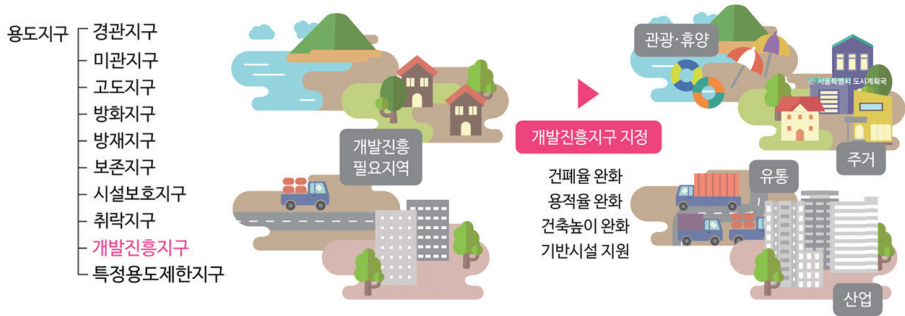 용도지구
경관지구
미관지구
고도지구
방화지구
방재지구
보존지구
시설보호지구
취락지구
개발진흥지구
특정용도제한지구
개발진흥
필요지역
개발진흥지구 지정
건폐율 완화
용적율 완화
건축높이 완화
기반시설 지원
관광·휴양
© 서울특별시 도시계획국
주거
유통
산업